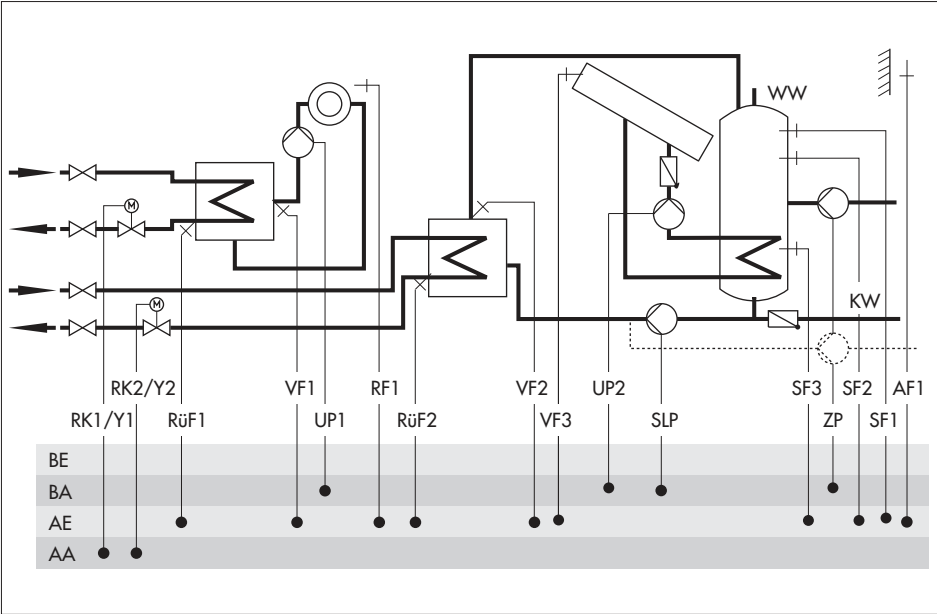 WW
M
M
KW
RK2/Y2 VF1 RF1 VF2 UP2 SF3 SF2 AF1
RK1/Y1 RüF1 UP1 RüF2 VF3 SLP ZP SF1
BE
BA
AE
AA